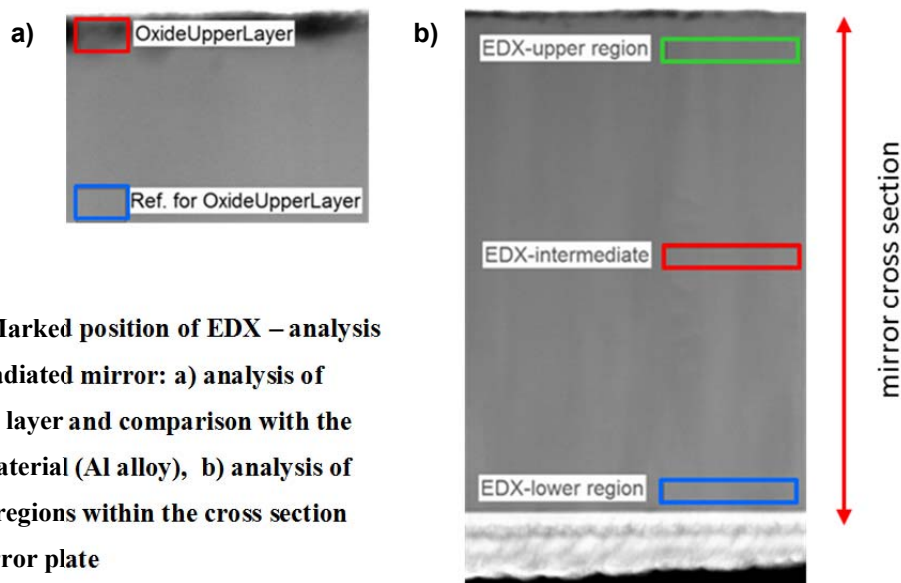 a)
OxideUpperLayer
Ref. for OxideUpperLayer
b)
EDX-upper region
EDX-intermediate
EDX-lower region
mirror cross section
Marked position of EDX – analysis
adiated mirror: a) analysis of
layer and comparison with the
aterial (Al alloy), b) analysis of
regions within the cross section
rror plate